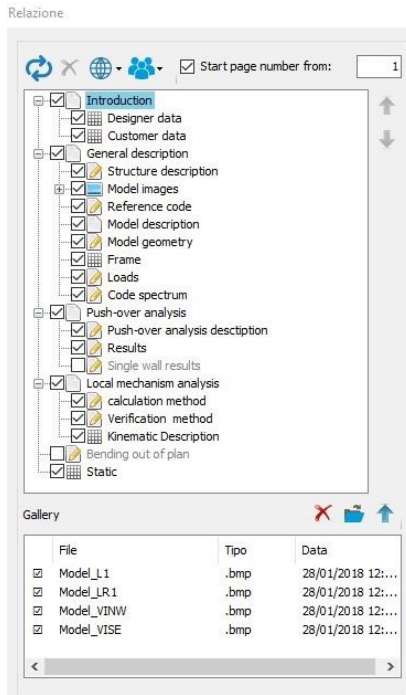 Relazione
Start page number from: 1
Introduction
Designer data
Customer data
General description
Structure description
Model images
Reference code
Model description
Model geometry
Frame
Loads
Code spectrum
Push-over analysis
Push-over analysis desctiption
Results
Single wall results
Local mechanism analysis
calculation method
Verification method
Kinematic Description
Bending out of plan
Static
Gallery
File Tipo Data
Model_L1 .bmp 28/01/2018 12:...
Model_LR1 .bmp 28/01/2018 12:...
Model_VINW .bmp 28/01/2018 12:...
Model_VISE .bmp 28/01/2018 12:...